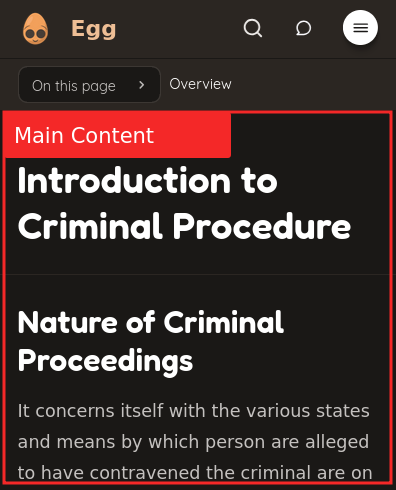 Egg
On this page
Overview
Main Content
Introduction to
Criminal Procedure
Nature of Criminal
Proceedings
It concerns itself with the various states
and means by which person are alleged
to have contravened the criminal are on